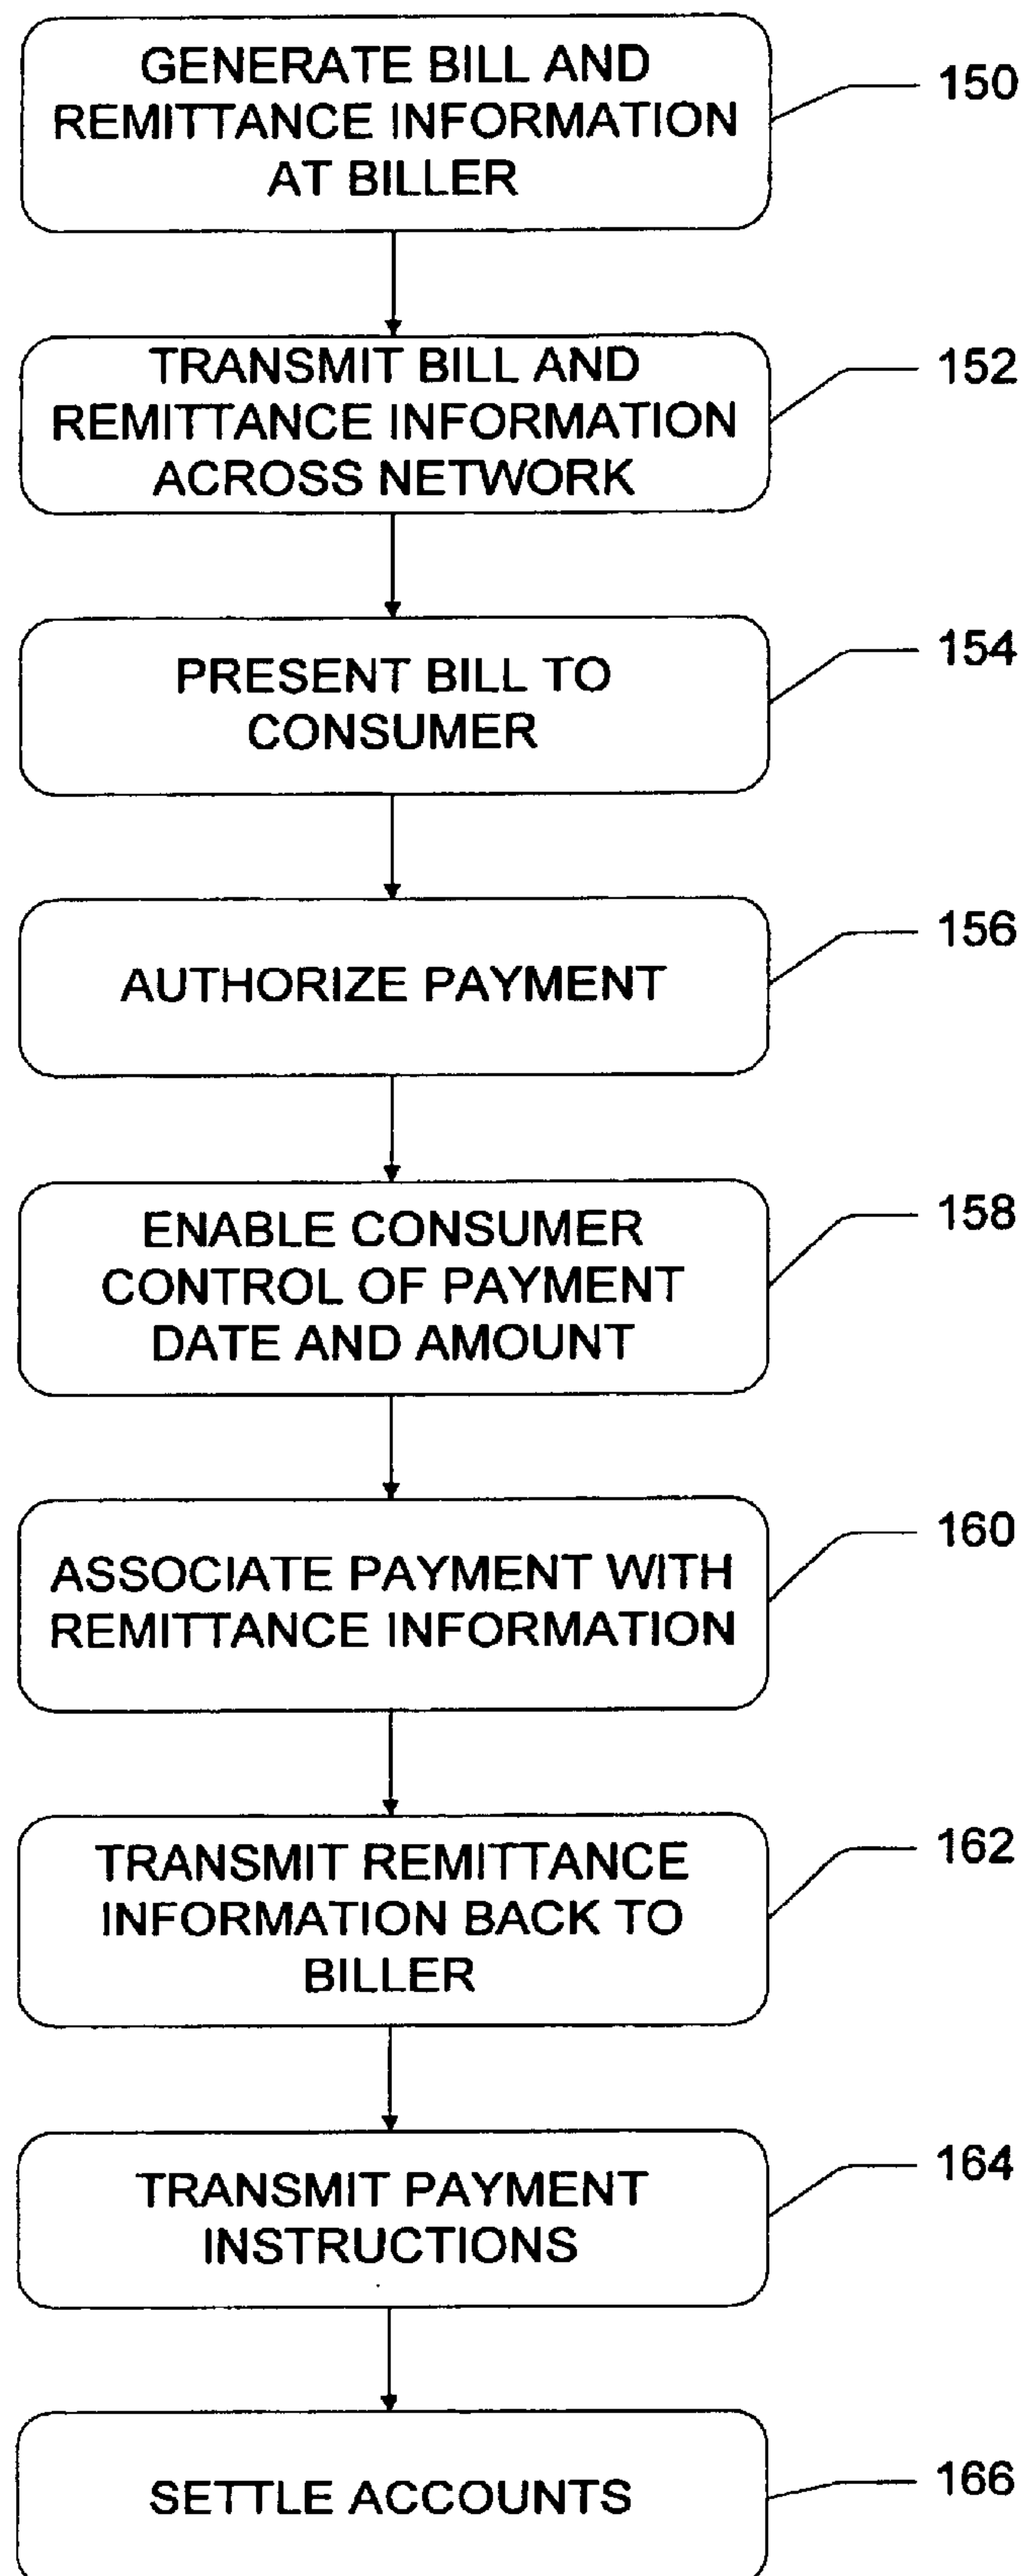 GENERATE BILL AND
REMITTANCE INFORMATION
AT BILLER
150
TRANSMIT BILL AND
REMITTANCE INFORMATION
ACROSS NETWORK
152
PRESENT BILL TO
CONSUMER
154
AUTHORIZE PAYMENT
156
ENABLE CONSUMER
CONTROL OF PAYMENT
DATE AND AMOUNT
158
ASSOCIATE PAYMENT WITH
REMITTANCE INFORMATION
160
TRANSMIT REMITTANCE
INFORMATION BACK TO
BILLER
162
TRANSMIT PAYMENT
INSTRUCTIONS
164
SETTLE ACCOUNTS
166